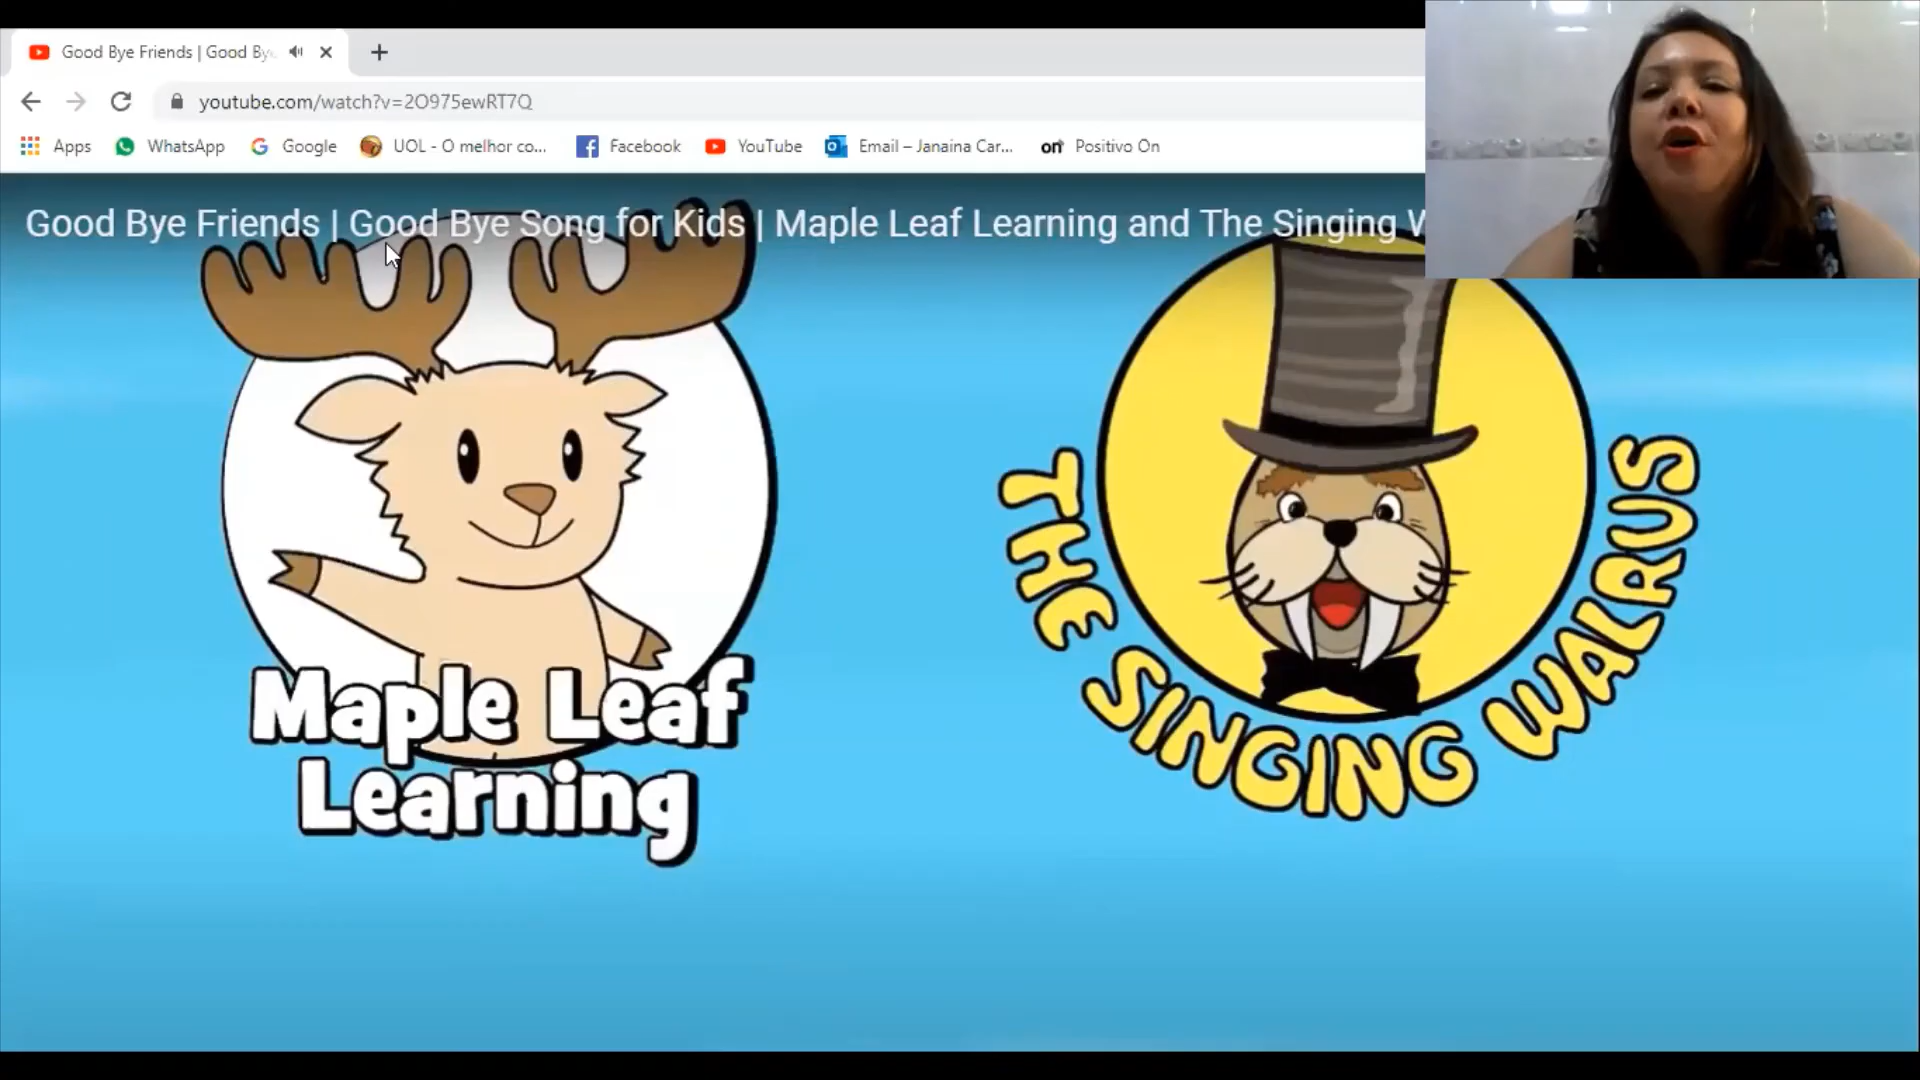 Good Bye Friends | Good By
youtube.com/watch?v=2O975ewRT7Q
Apps WhatsApp Google UOL - O melhor co... Facebook YouTube Email – Janaina Car... on Positivo On
Good Bye Friends | Good Bye Song for Kids | Maple Leaf Learning and The Singing W
Maple Leaf
Learning
THE SINGING WALRUS